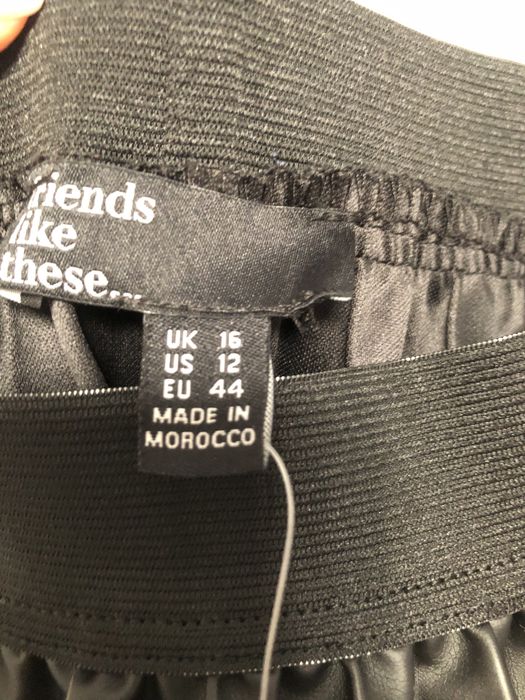 friends
like
these...
UK 16
US 12
EU 44
MADE IN
MOROCCO